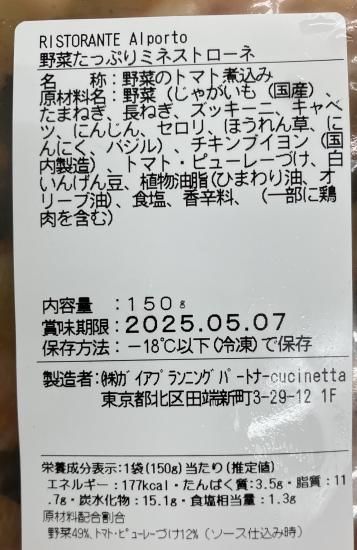 RISTORANTE Alporto
野菜たっぷりミネストローネ
名　　称：野菜のトマト煮込み
原材料名：野菜（じゃがいも（国産）、
たまねぎ、長ねぎ、ズッキーニ、キャベ
ツ、にんじん、セロリ、ほうれん草、に
んにく、バジル）、チキンブイヨン（国
内製造）、トマト・ピューレーづけ、白
いんげん豆、植物油脂（ひまわり油、オ
リーブ油）、食塩、香辛料、（一部に鶏
肉を含む）
内容量　：150g
賞味期限：2025.05.07
保存方法：－18℃以下（冷凍）で保存
製造者：㈱ｶﾞｲｱﾌﾟﾗﾝﾆﾝｸﾞﾊﾟｰﾄﾅｰcucinetta
東京都北区田端新町3-29-12 1F
栄養成分表示：1袋（150g）当たり（推定値）
エネルギー：177kcal・たんぱく質：3.5g・脂質：11
.7g・炭水化物：15.1g・食塩相当量：1.3g
原材料配合割合
野菜49%、トマト・ピューレーづけ12%（ソース仕込み時）